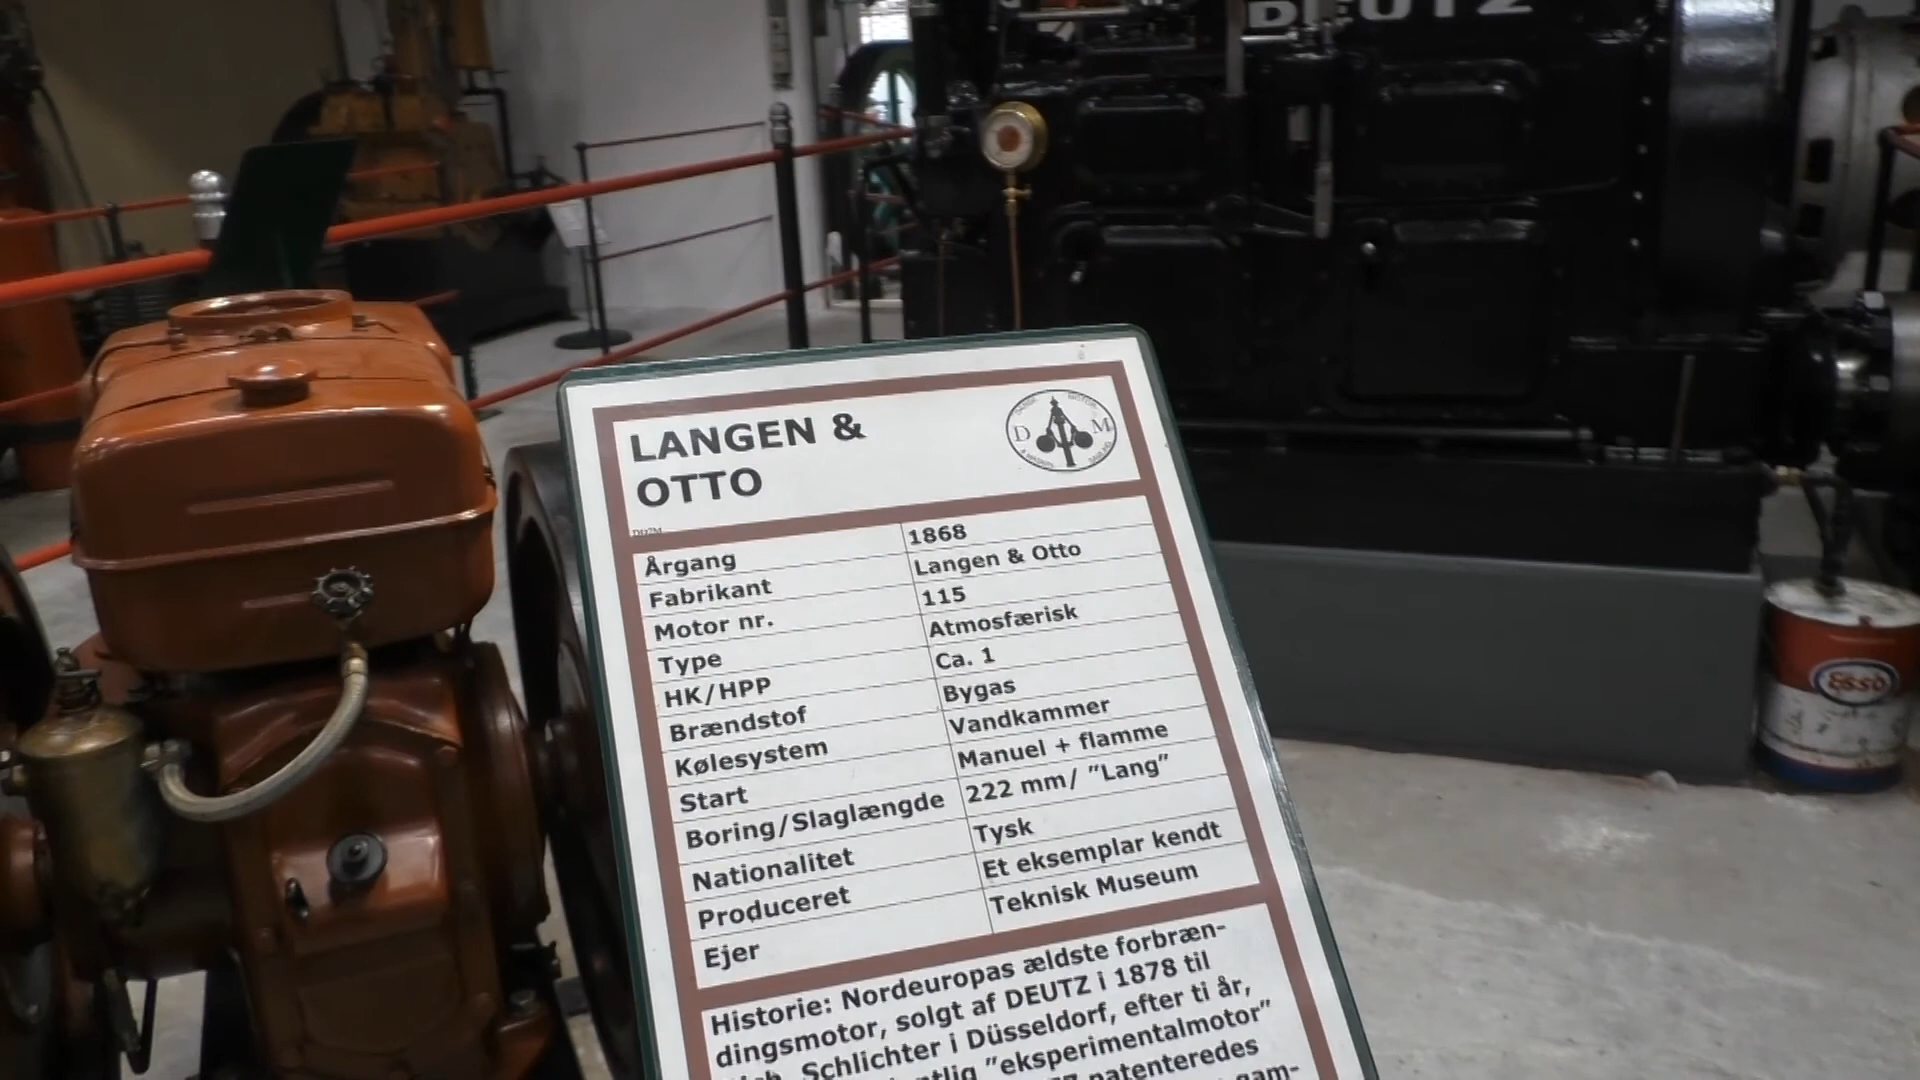 DEUTZ
LANGEN &
OTTO
D M
Årgang 1868
Fabrikant Langen & Otto
Motor nr. 115
Type Atmosfærisk
HK/HPP Ca. 1
Brændstof Bygas
Kølesystem Vandkammer
Start Manuel + flamme
Boring/Slaglængde 222 mm/ "Lang"
Nationalitet Tysk
Produceret Et eksemplar kendt
Ejer Teknisk Museum
Historie: Nordeuropas ældste forbræn-
dingsmotor, solgt af DEUTZ i 1878 til
Schlichter i Düsseldorf, efter ti år,
"eksperimentalmotor"
patenteredes
gam-
Esso